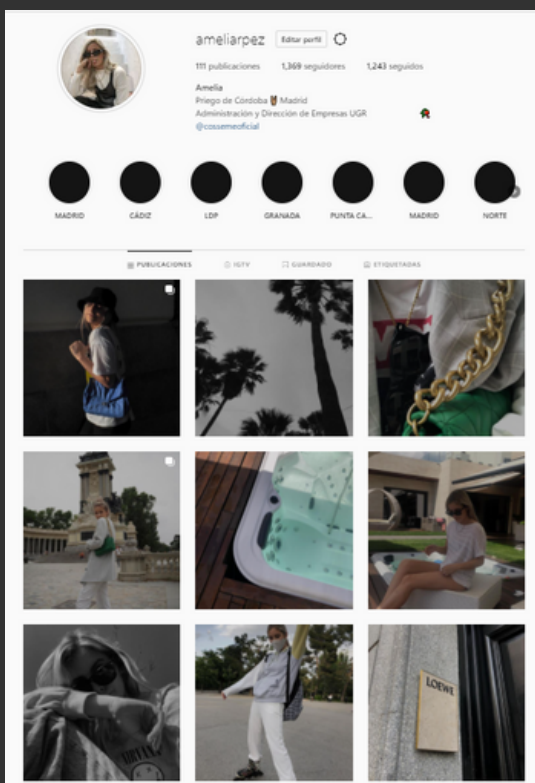 ameliarpez Editar perfil
111 publicaciones 1,369 seguidores 1,243 seguidos
Amelia
Priego de Córdoba Madrid
Administración y Dirección de Empresas UGR
@cossemeoficial
MADRID CÁDIZ LDP GRANADA PUNTA CA... MADRID NORTE
PUBLICACIONES IGTV GUARDADO ETIQUETADAS
NIRVANA
LOEWE